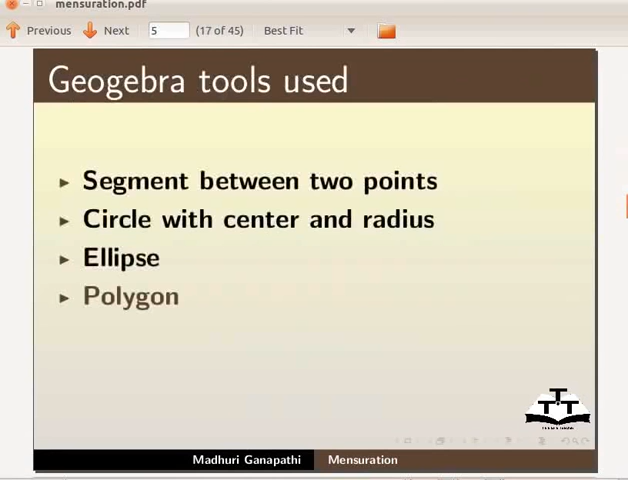 mensuration.pdf
Previous Next 5 (17 of 45) Best Fit
Geogebra tools used
Segment between two points
Circle with center and radius
Ellipse
Polygon
TTT
Madhuri Ganapathi Mensuration